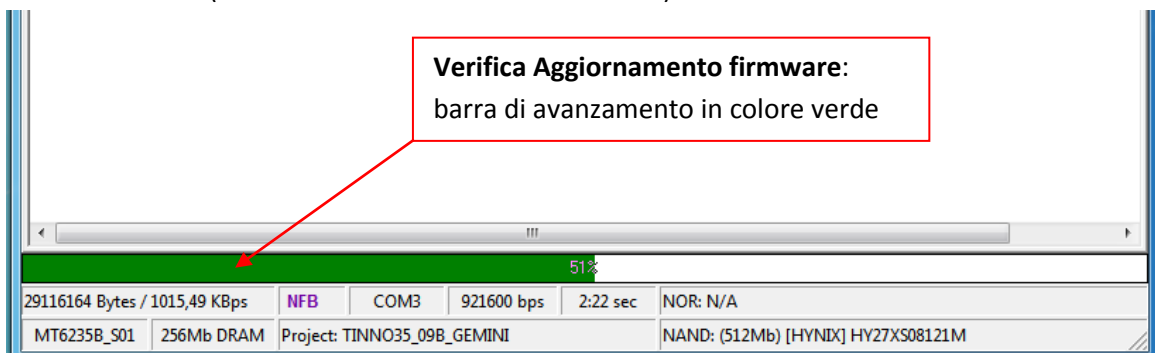 Verifica Aggiornamento firmware:
barra di avanzamento in colore verde
51%
29116164 Bytes / 1015,49 KBps NFB COM3 921600 bps 2:22 sec NOR: N/A
MT6235B_S01 256Mb DRAM Project: TINNO35_09B_GEMINI NAND: (512Mb) [HYNIX] HY27XS08121M